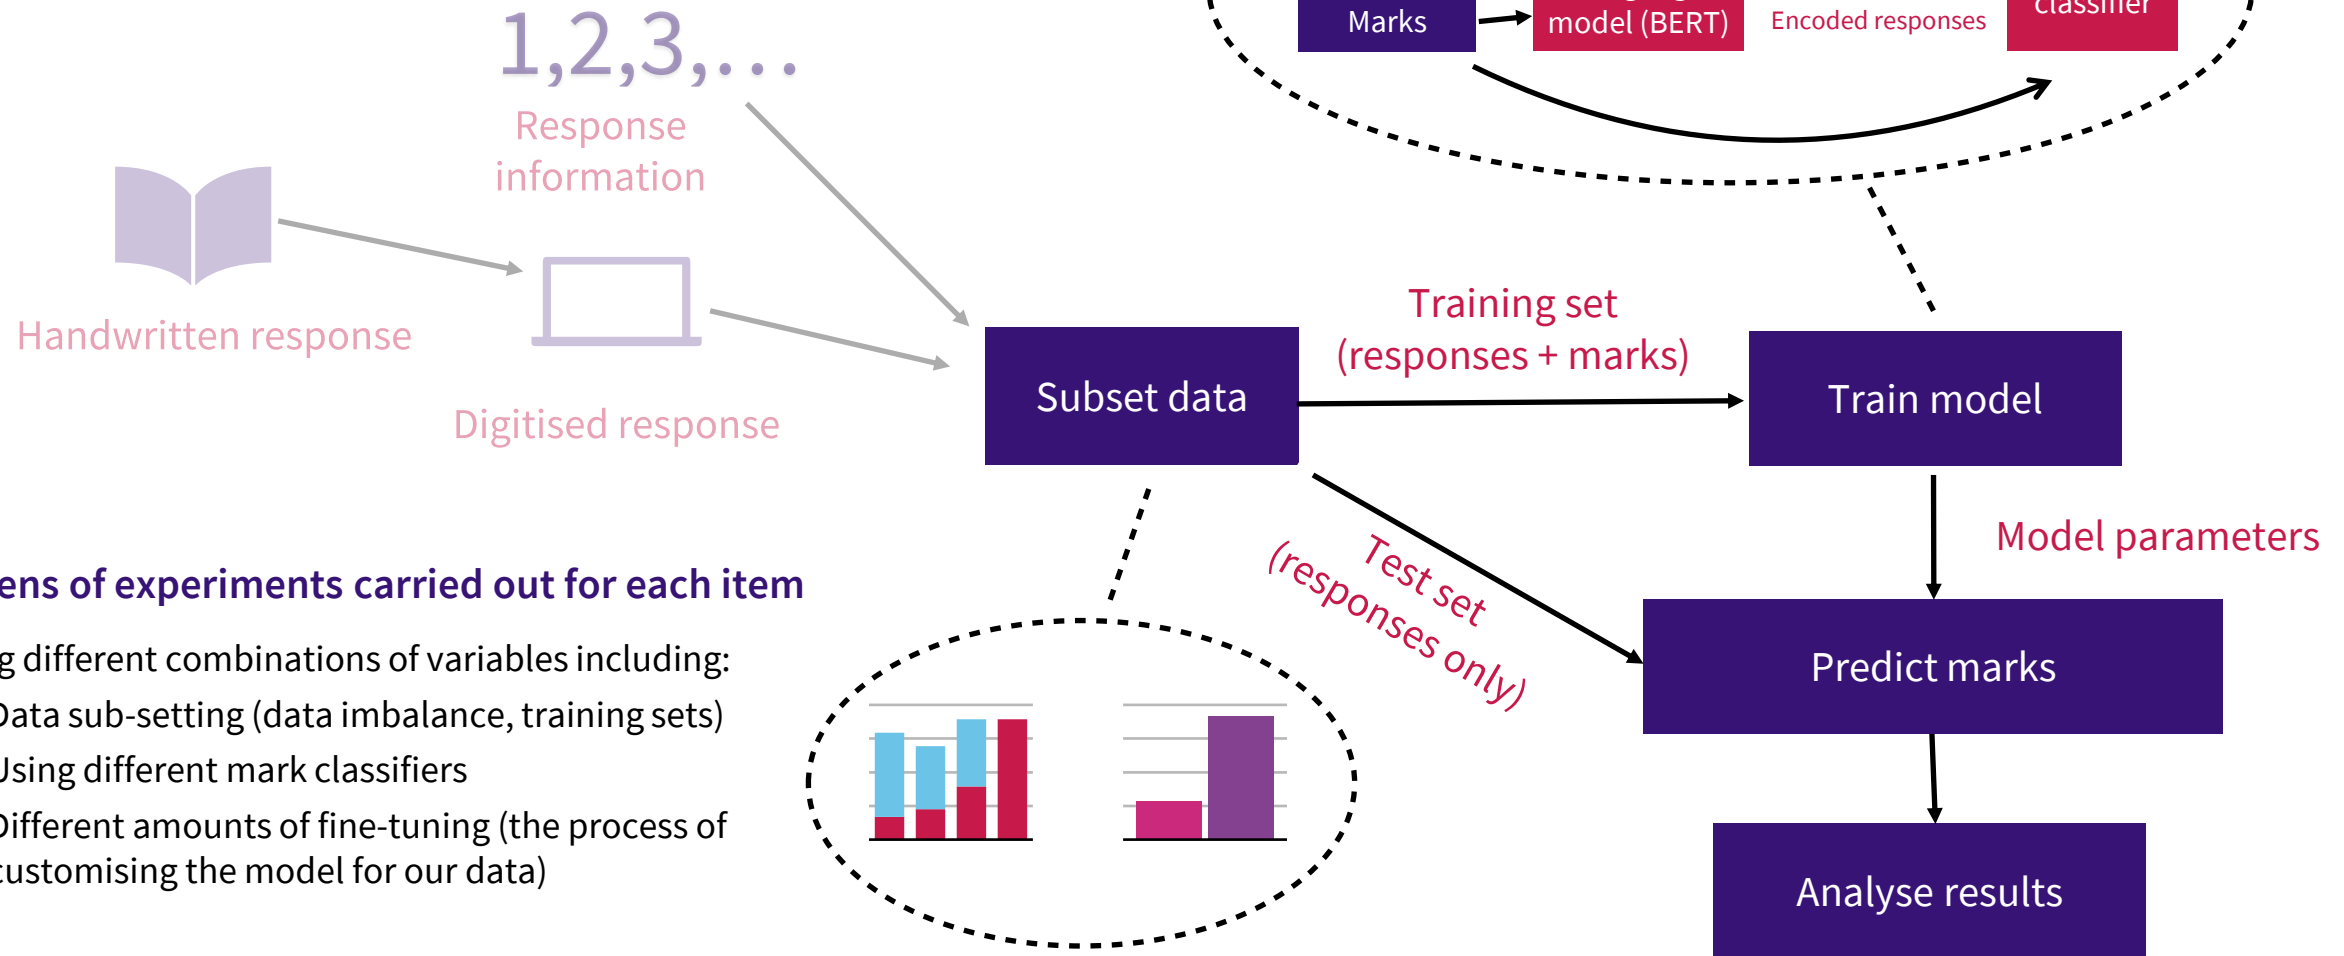 Marks
model (BERT)
Encoded responses
classifier
1,2,3,...
Response
information
Handwritten response
Digitised response
Subset data
Training set
(responses + marks)
Train model
Test set
(responses only)
Model parameters
Predict marks
Analyse results
ens of experiments carried out for each item
g different combinations of variables including:
Data sub-setting (data imbalance, training sets)
Using different mark classifiers
Different amounts of fine-tuning (the process of
customising the model for our data)